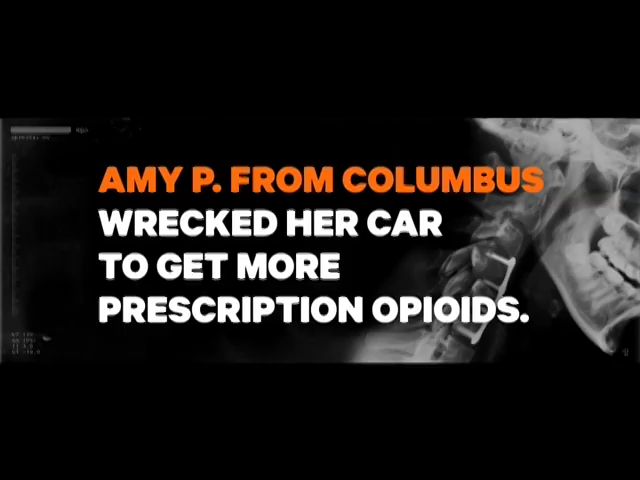 AMY P. FROM COLUMBUS
WRECKED HER CAR
TO GET MORE
PRESCRIPTION OPIOIDS.